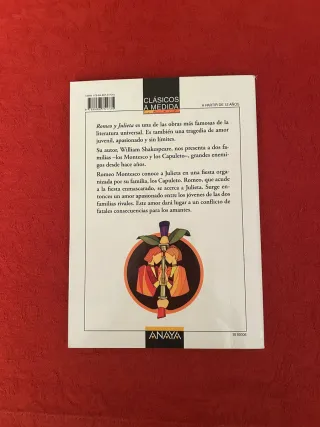 CLÁSICOS
A MEDIDA
A PARTIR DE 12 AÑOS
Romeo y Julieta es una de las obras más famosas de la
literatura universal. Es también una tragedia de amor
juvenil, apasionado y sin límites.
Su autor, William Shakespeare, nos presenta a dos fa-
milias –los Montesco y los Capuleto–, grandes enemi-
gos desde hace años.
Romeo Montesco conoce a Julieta en una fiesta orga-
nizada por su familia, los Capuleto. Romeo, que acude
a la fiesta enmascarado, se acerca a Julieta. Surge en-
tonces un amor apasionado entre los jóvenes de las dos
familias rivales. Este amor dará lugar a un conflicto de
fatales consecuencias para los amantes.
ANAYA